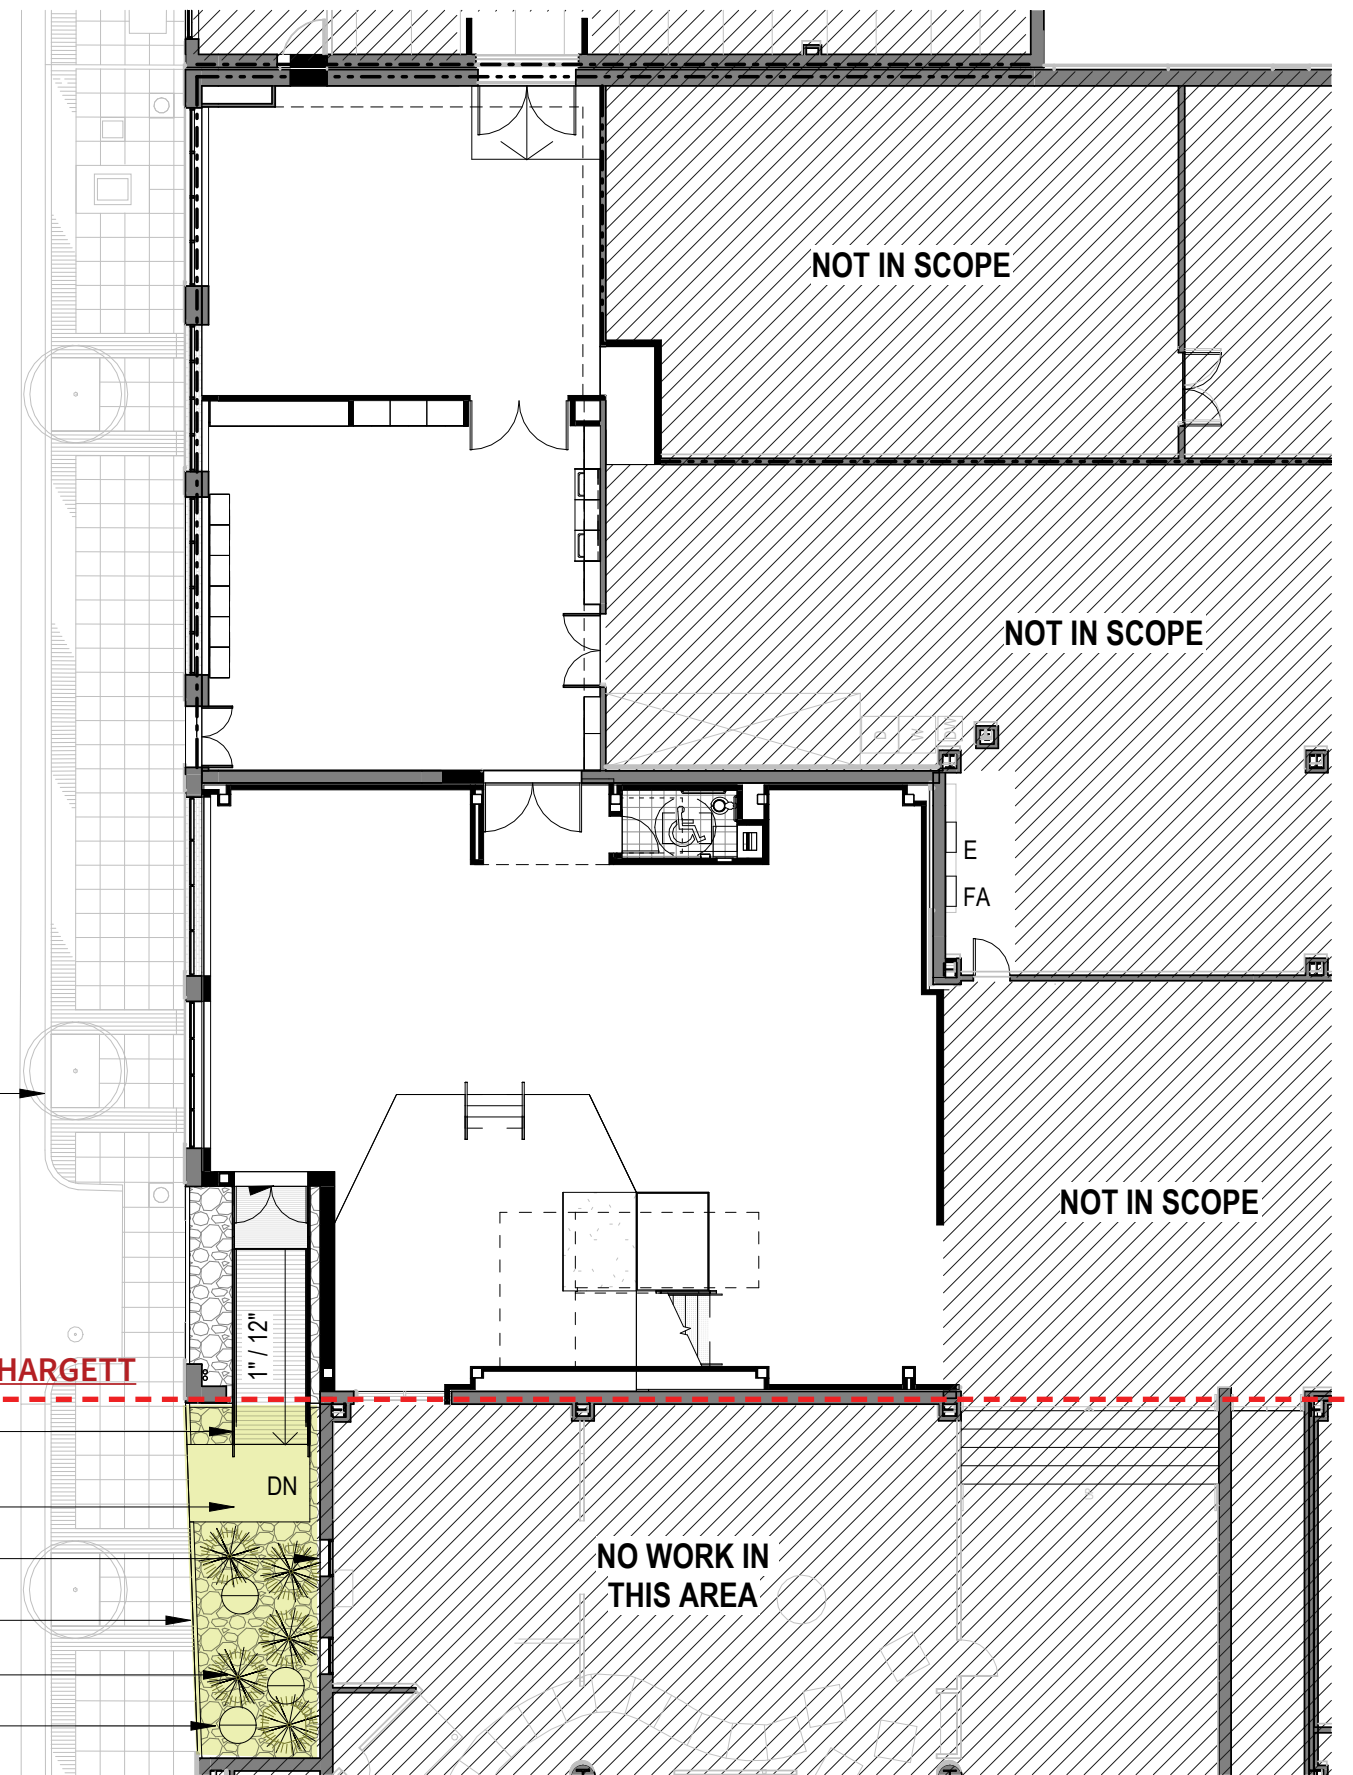 NOT IN SCOPE
NOT IN SCOPE
D
W
DW
E
FA
NOT IN SCOPE
1" / 12"
HARGETT
DN
NO WORK IN
THIS AREA